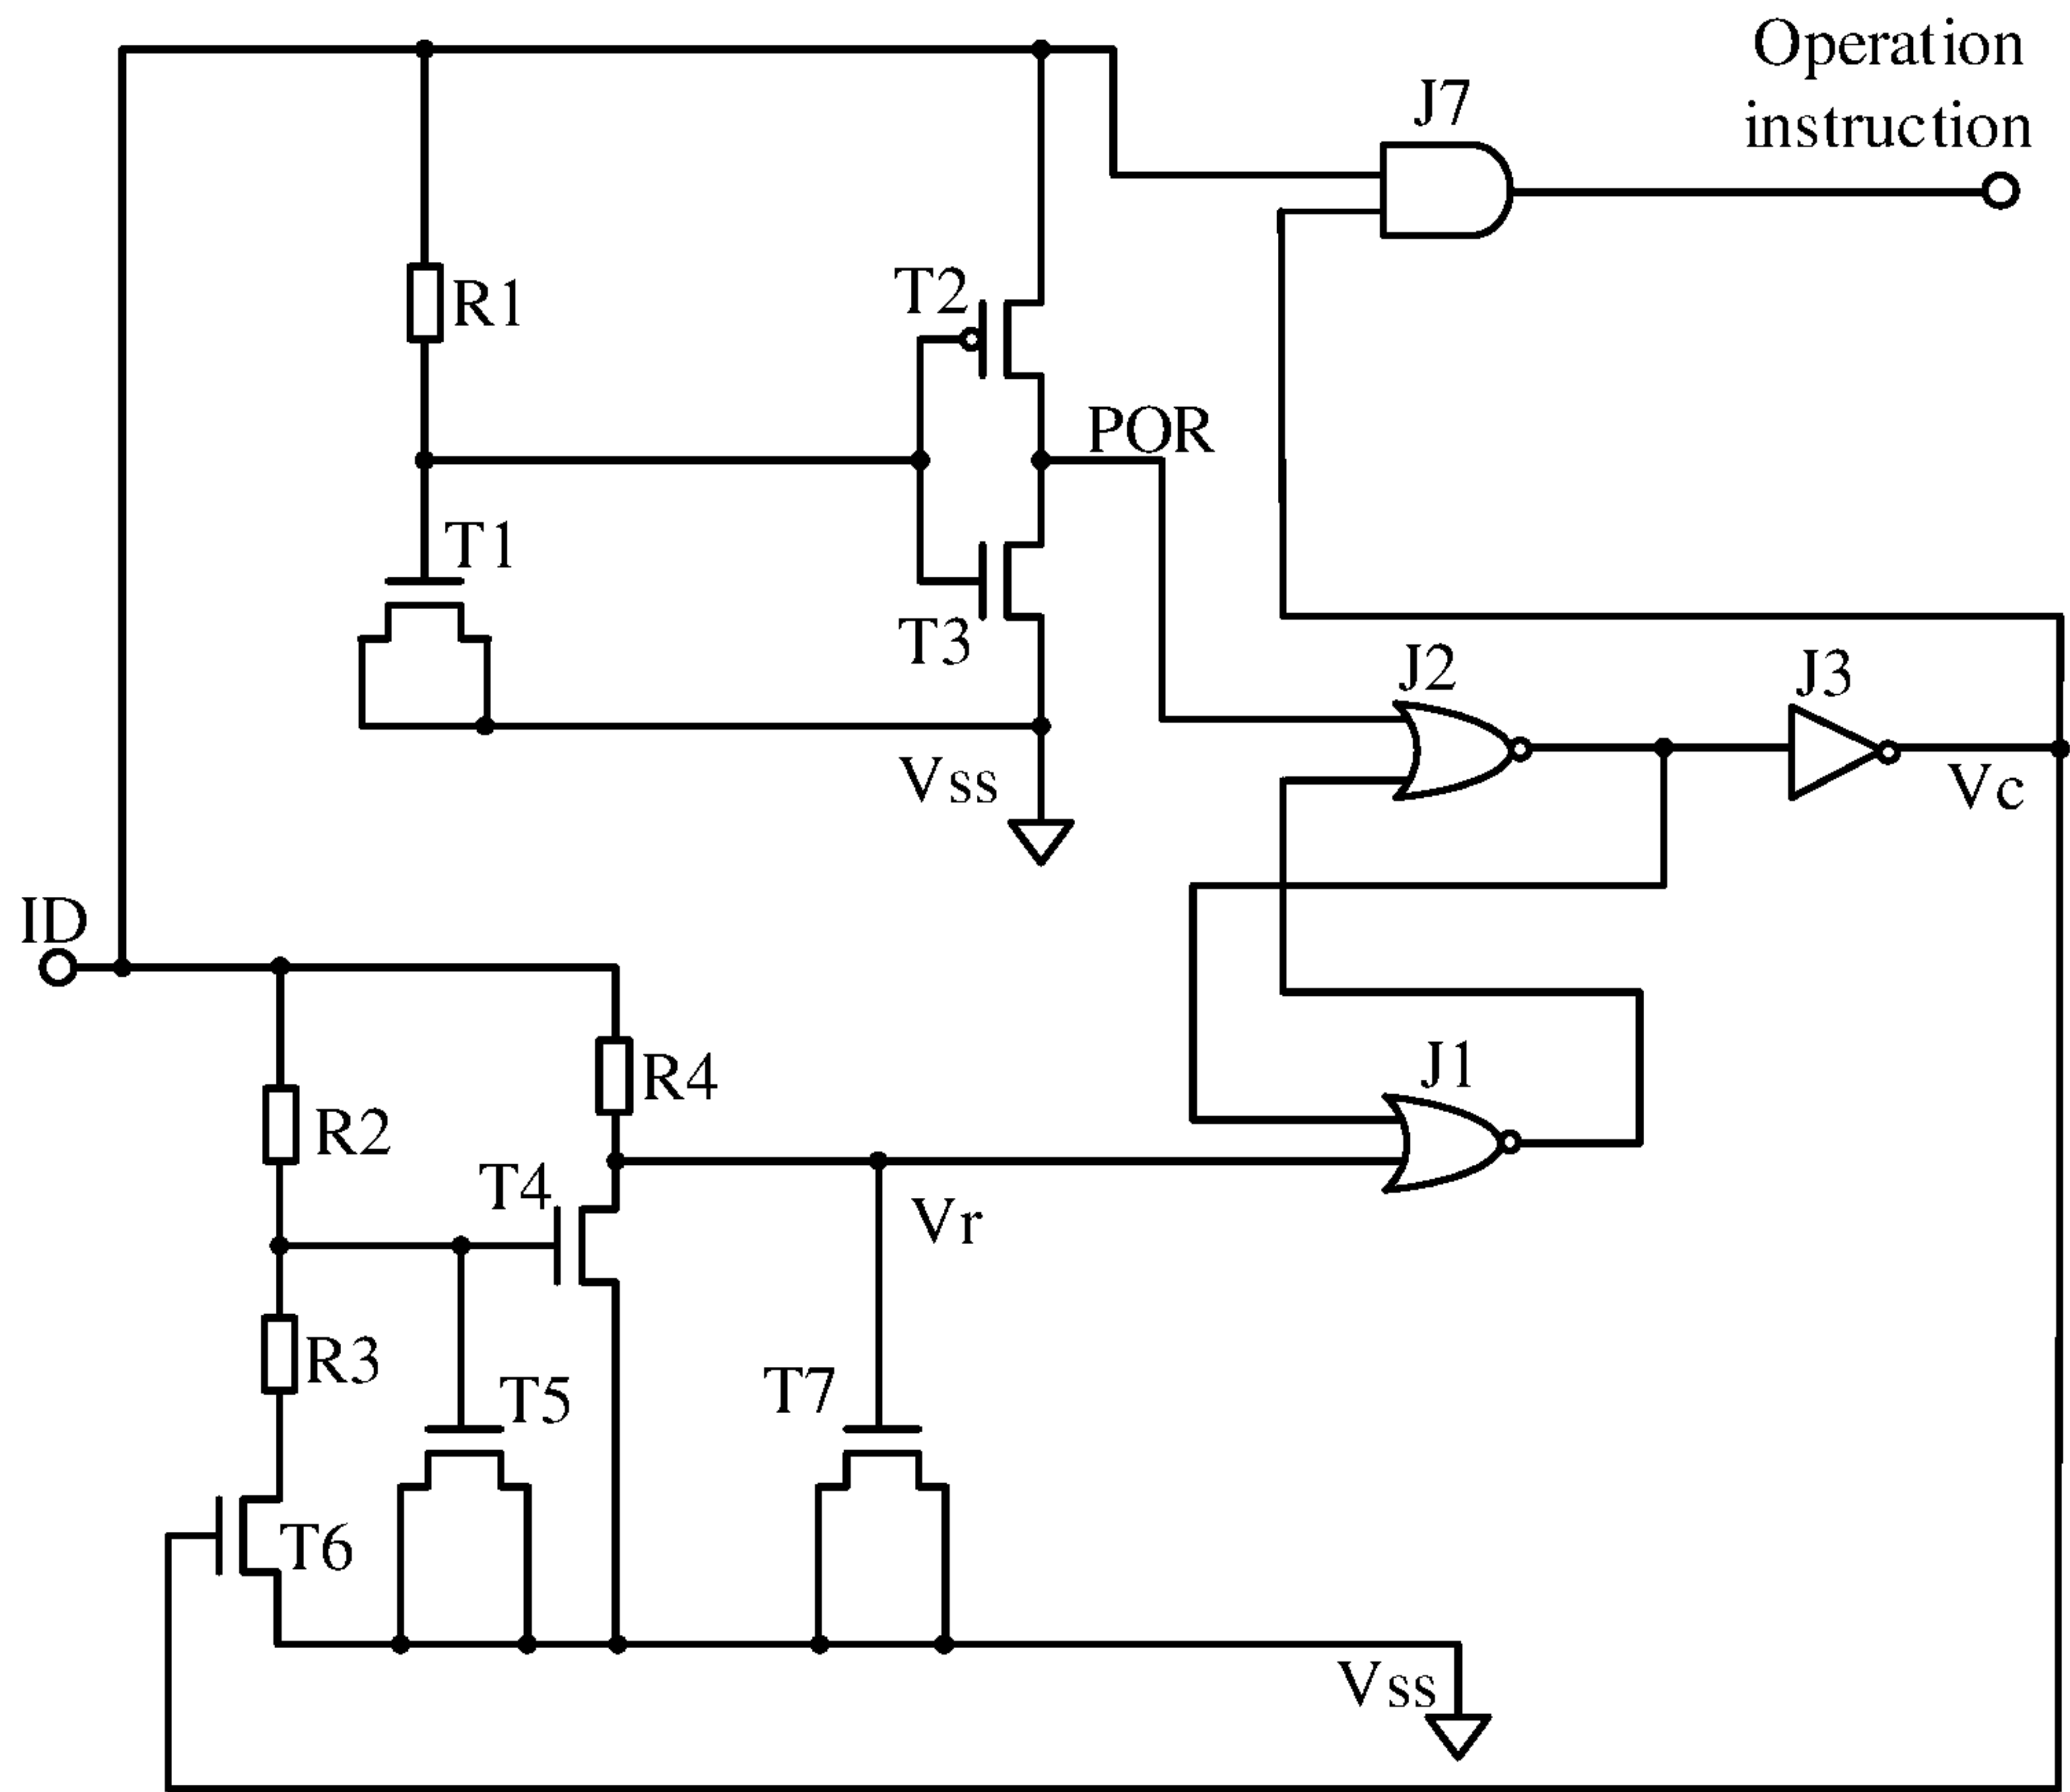 Operation
instruction
J7
R1
T2
POR
T1
T3
J2
J3
Vss
Vc
ID
R4
J1
R2
T4
Vr
R3
T5
T7
T6
Vss